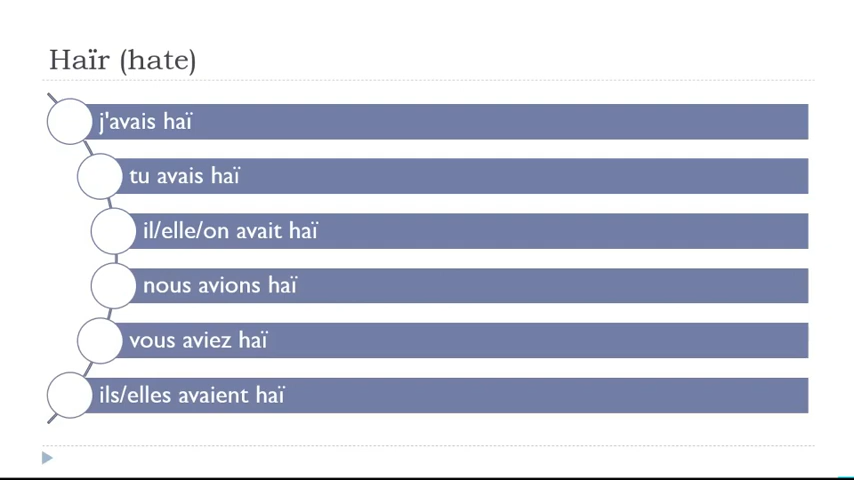 Haïr (hate)
j'avais haï
tu avais haï
il/elle/on avait haï
nous avions haï
vous aviez haï
ils/elles avaient haï